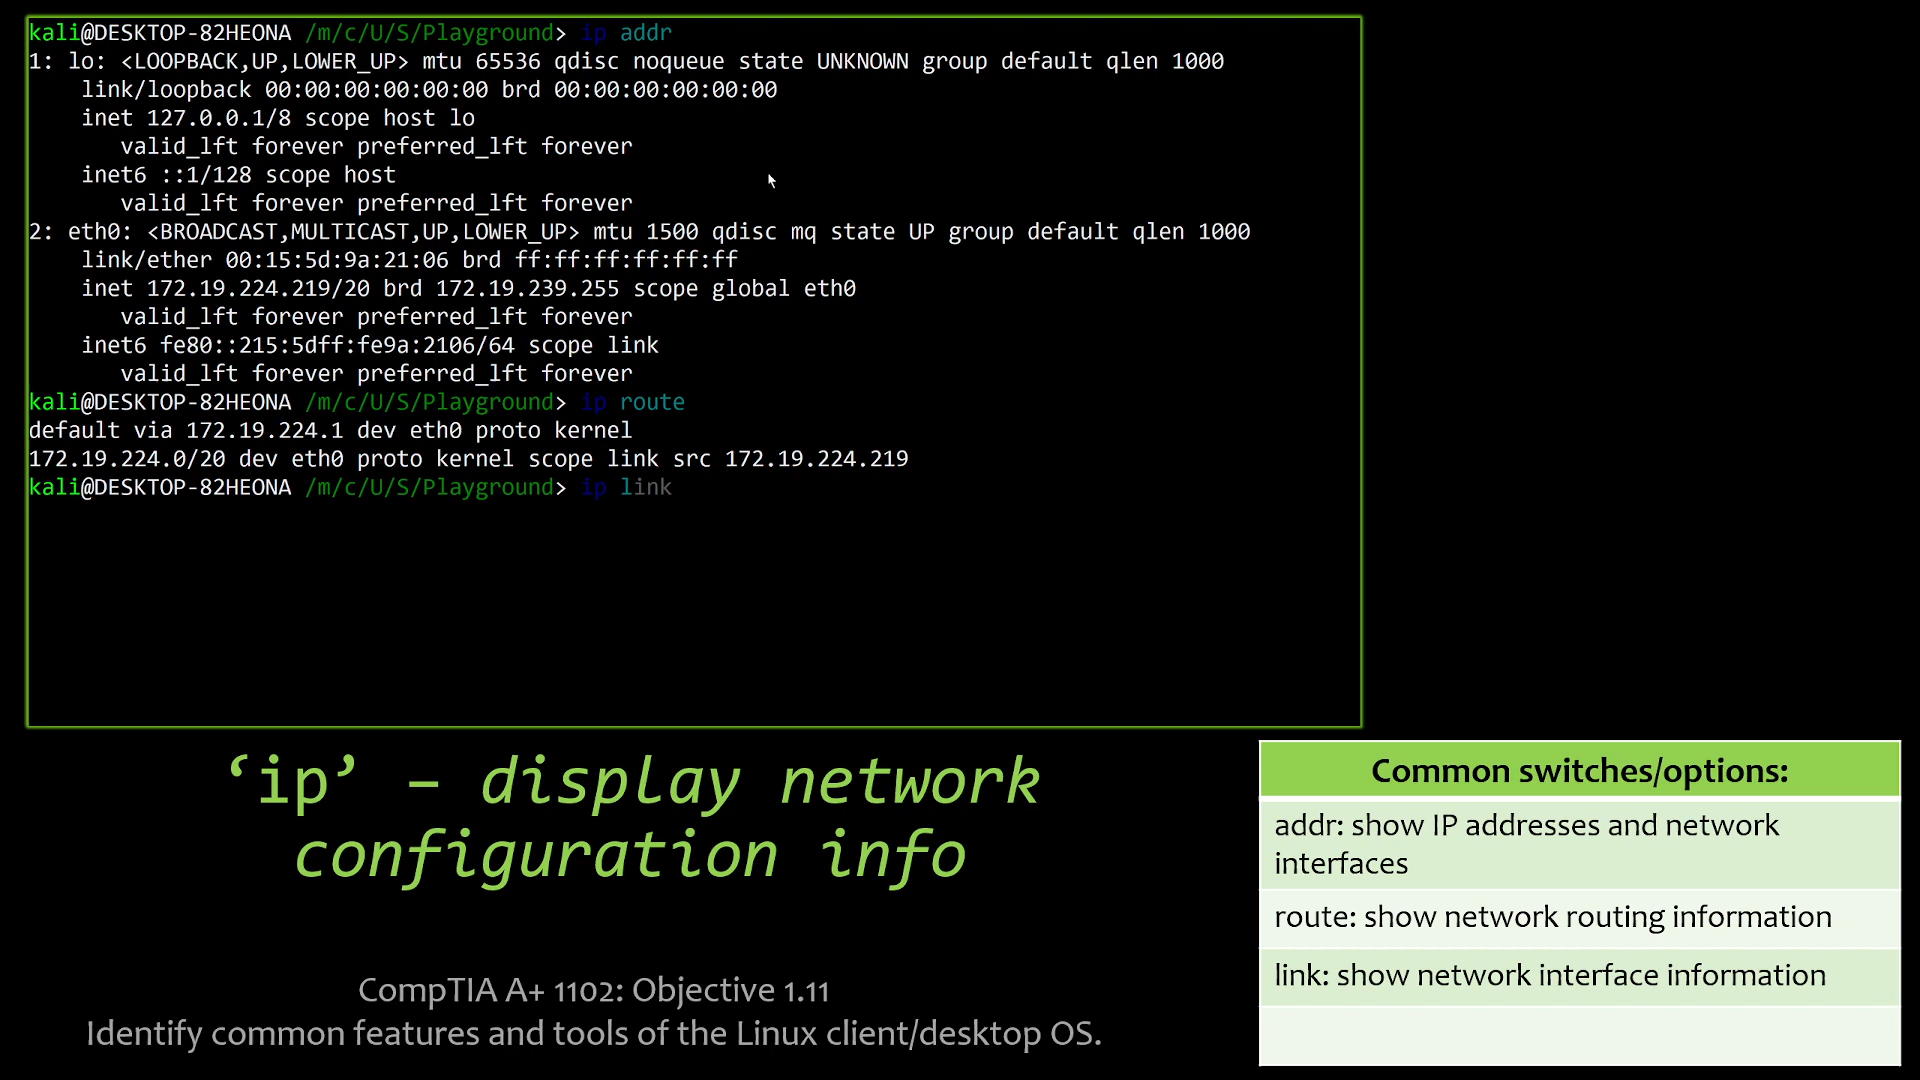 kali@DESKTOP-82HEONA /m/c/U/S/Playground> ip addr
1: lo: <LOOPBACK,UP,LOWER_UP> mtu 65536 qdisc noqueue state UNKNOWN group default qlen 1000
    link/loopback 00:00:00:00:00:00 brd 00:00:00:00:00:00
    inet 127.0.0.1/8 scope host lo
       valid_lft forever preferred_lft forever
    inet6 ::1/128 scope host
       valid_lft forever preferred_lft forever
2: eth0: <BROADCAST,MULTICAST,UP,LOWER_UP> mtu 1500 qdisc mq state UP group default qlen 1000
    link/ether 00:15:5d:9a:21:06 brd ff:ff:ff:ff:ff:ff
    inet 172.19.224.219/20 brd 172.19.239.255 scope global eth0
       valid_lft forever preferred_lft forever
    inet6 fe80::215:5dff:fe9a:2106/64 scope link
       valid_lft forever preferred_lft forever
kali@DESKTOP-82HEONA /m/c/U/S/Playground> ip route
default via 172.19.224.1 dev eth0 proto kernel
172.19.224.0/20 dev eth0 proto kernel scope link src 172.19.224.219
kali@DESKTOP-82HEONA /m/c/U/S/Playground> ip link
‘ip’ – display network
configuration info
CompTIA A+ 1102: Objective 1.11
Identify common features and tools of the Linux client/desktop OS.
Common switches/options:
addr: show IP addresses and network
interfaces
route: show network routing information
link: show network interface information